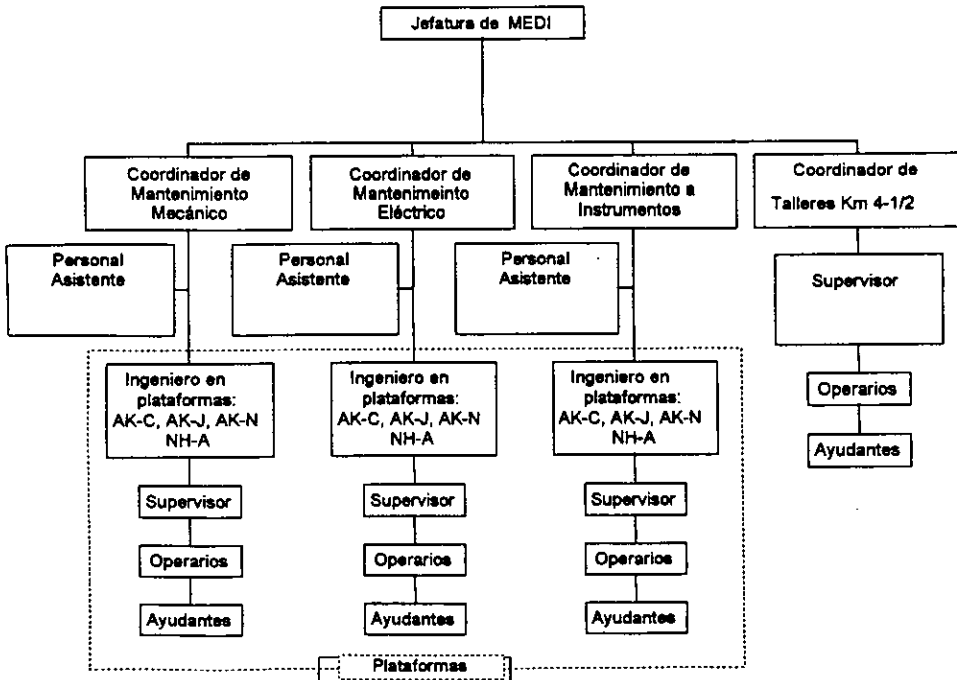 Jefatura de MEDI
Coordinador de
Mantenimiento
Mecánico
Coordinador de
Mantenimeinto
Eléctrico
Coordinador de
Mantenimiento a
Instrumentos
Coordinador de
Talleres Km 4-1/2
Personal
Asistente
Personal
Asistente
Personal
Asistente
Supervisor
Ingeniero en
plataformas:
AK-C, AK-J, AK-N
NH-A
Ingeniero en
plataformas:
AK-C, AK-J, AK-N
NH-A
Ingeniero en
plataformas:
AK-C, AK-J, AK-N
NH-A
Operarios
Ayudantes
Supervisor
Supervisor
Supervisor
Operarios
Operarios
Operarios
Ayudantes
Ayudantes
Ayudantes
Plataformas